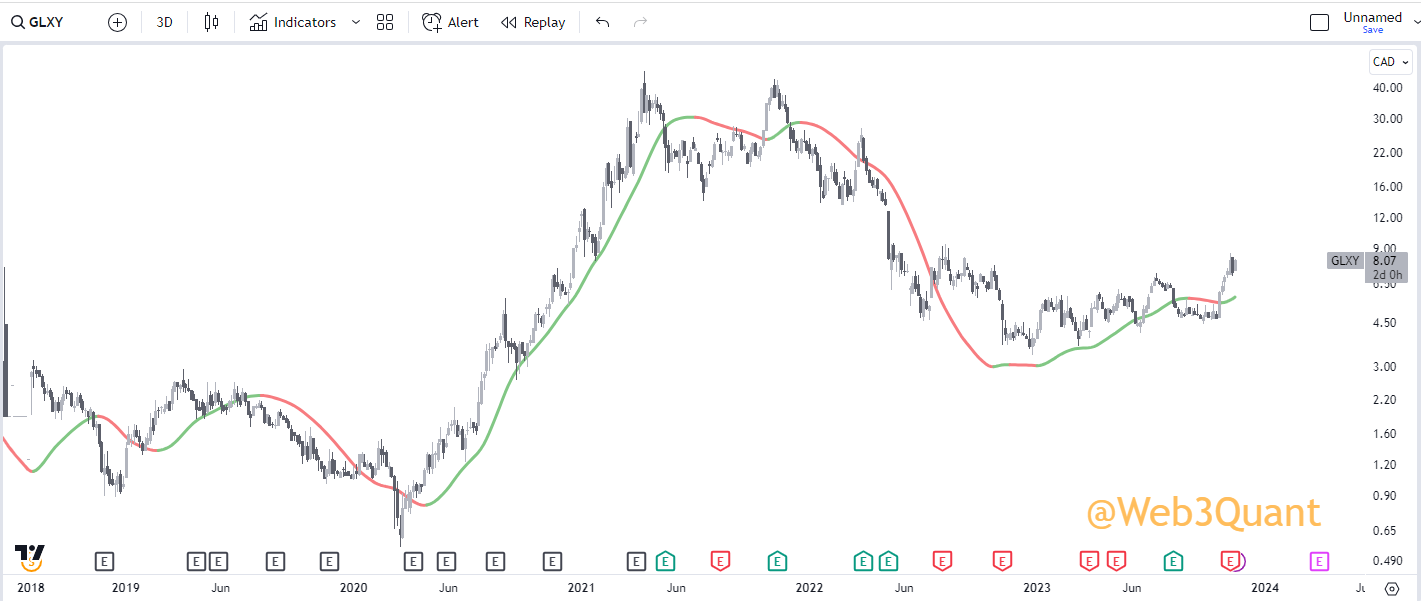 GLXY 3D Indicators Alert Replay Unnamed
Save
CAD
40.00
30.00
22.00
16.00
12.00
9.00
GLXY 8.07
2d 0h
4.50
3.00
2.20
1.60
1.20
0.90
@Web3Quant
0.65
E E E E E E E E E E E E E E E E E E E E E E E
0.490
2018 2019 Jun 2020 Jun 2021 Jun 2022 Jun 2023 Jun 2024